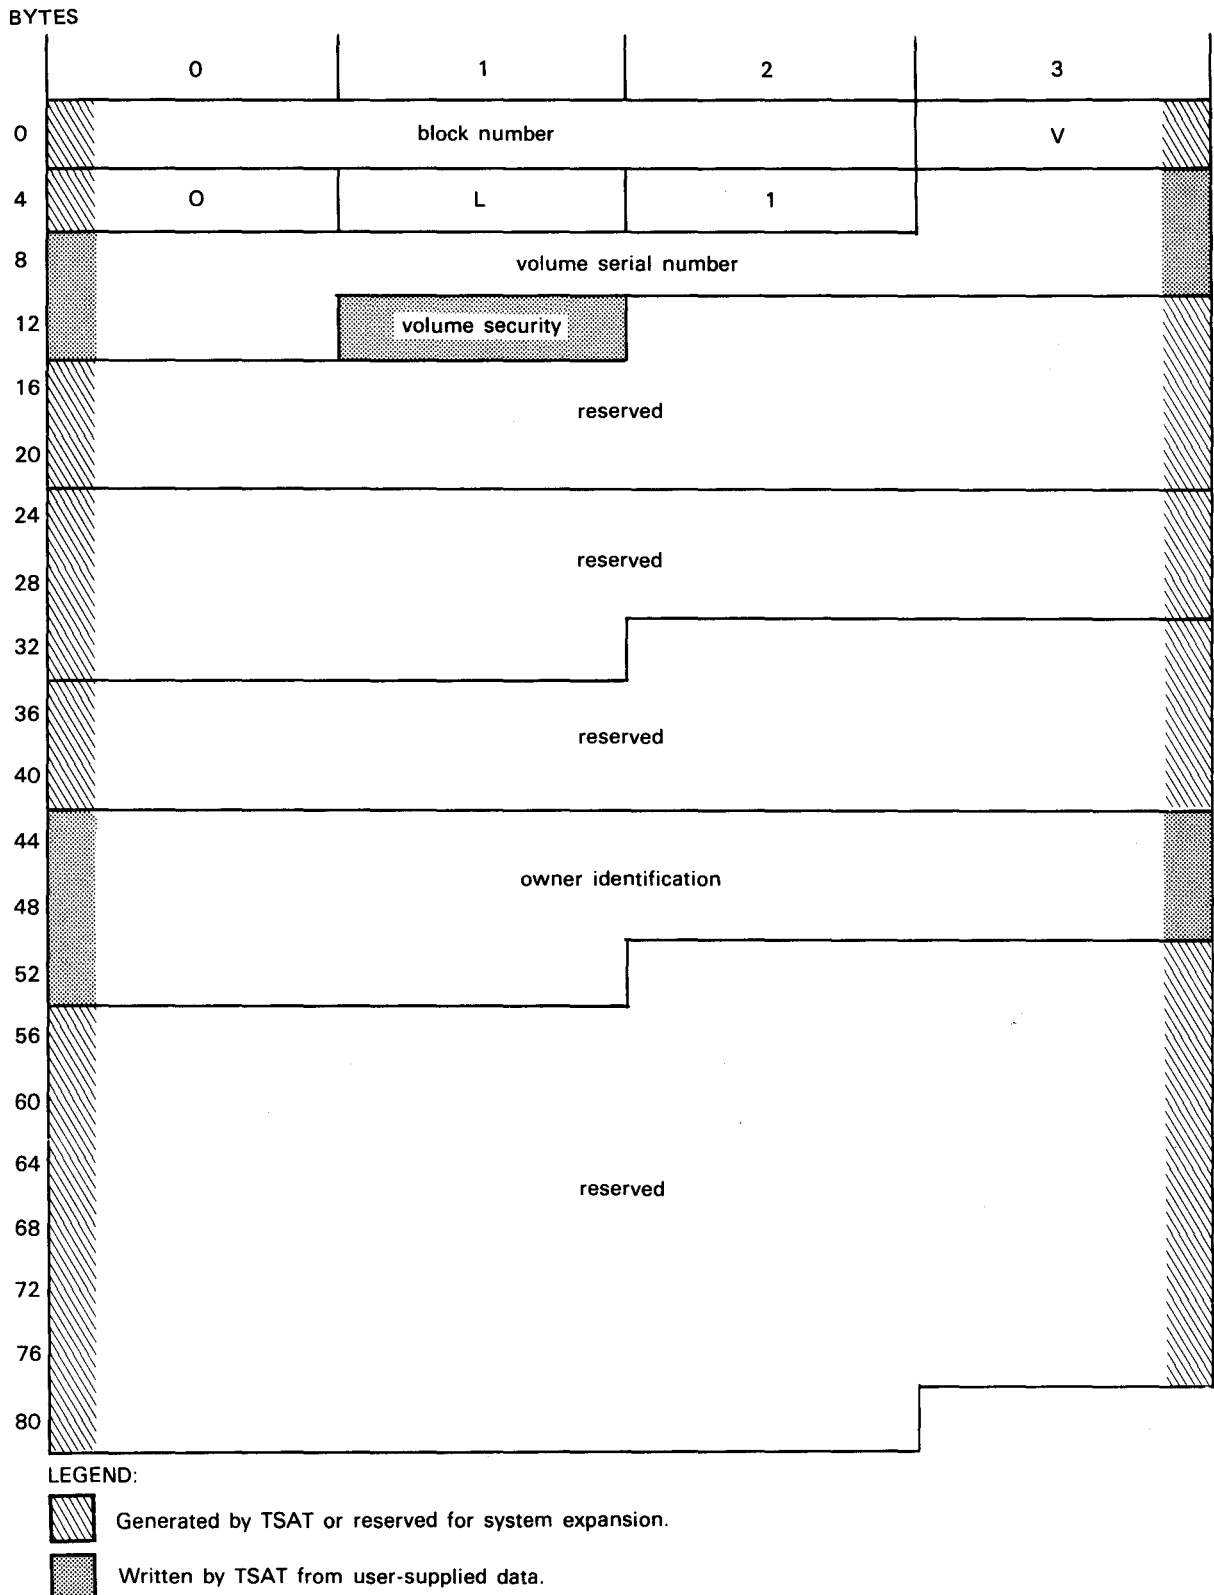 BYTES
0 1 2 3
0 block number V
4 O L 1
8 volume serial number
12 volume security
16
reserved
20
24
reserved
28
32
36
reserved
40
44
owner identification
48
52
56
60
64
reserved
68
72
76
80
LEGEND:
Generated by TSAT or reserved for system expansion.
Written by TSAT from user-supplied data.